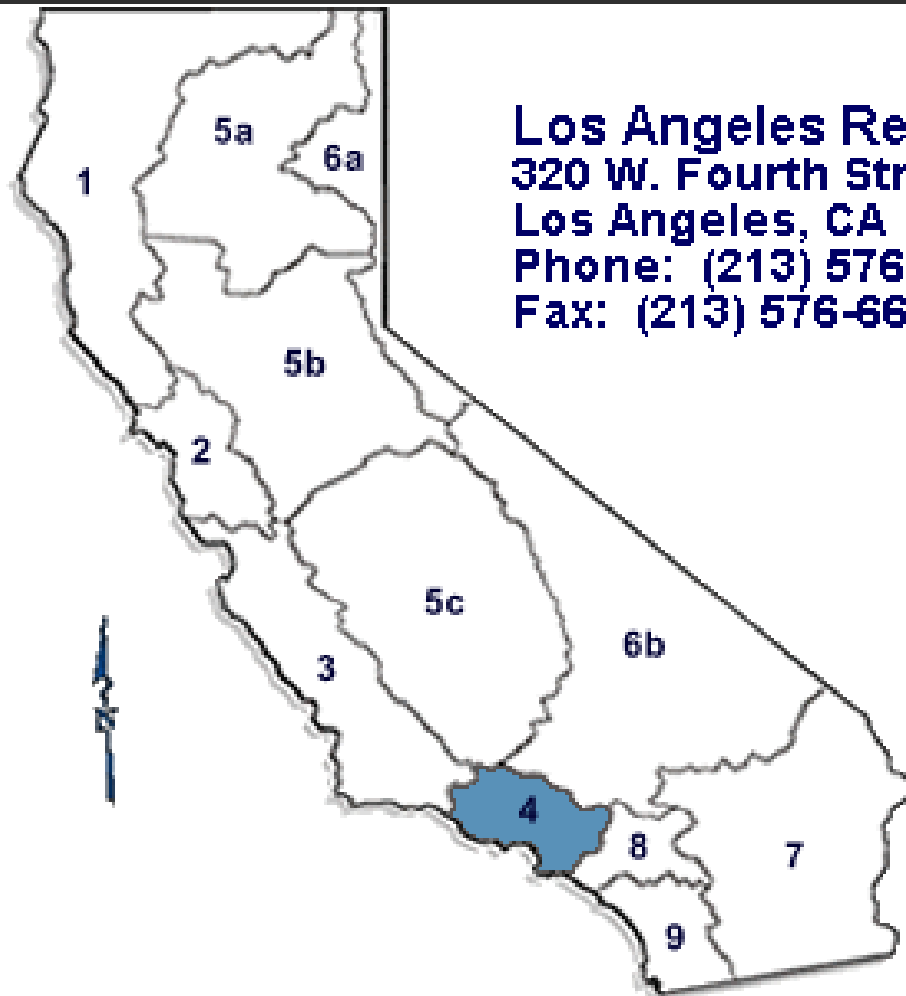 Los Angeles Re
320 W. Fourth Str
Los Angeles, CA
Phone: (213) 576
Fax: (213) 576-66
5a
6a
1
5b
2
5c
6b
3
N
4
8
7
9